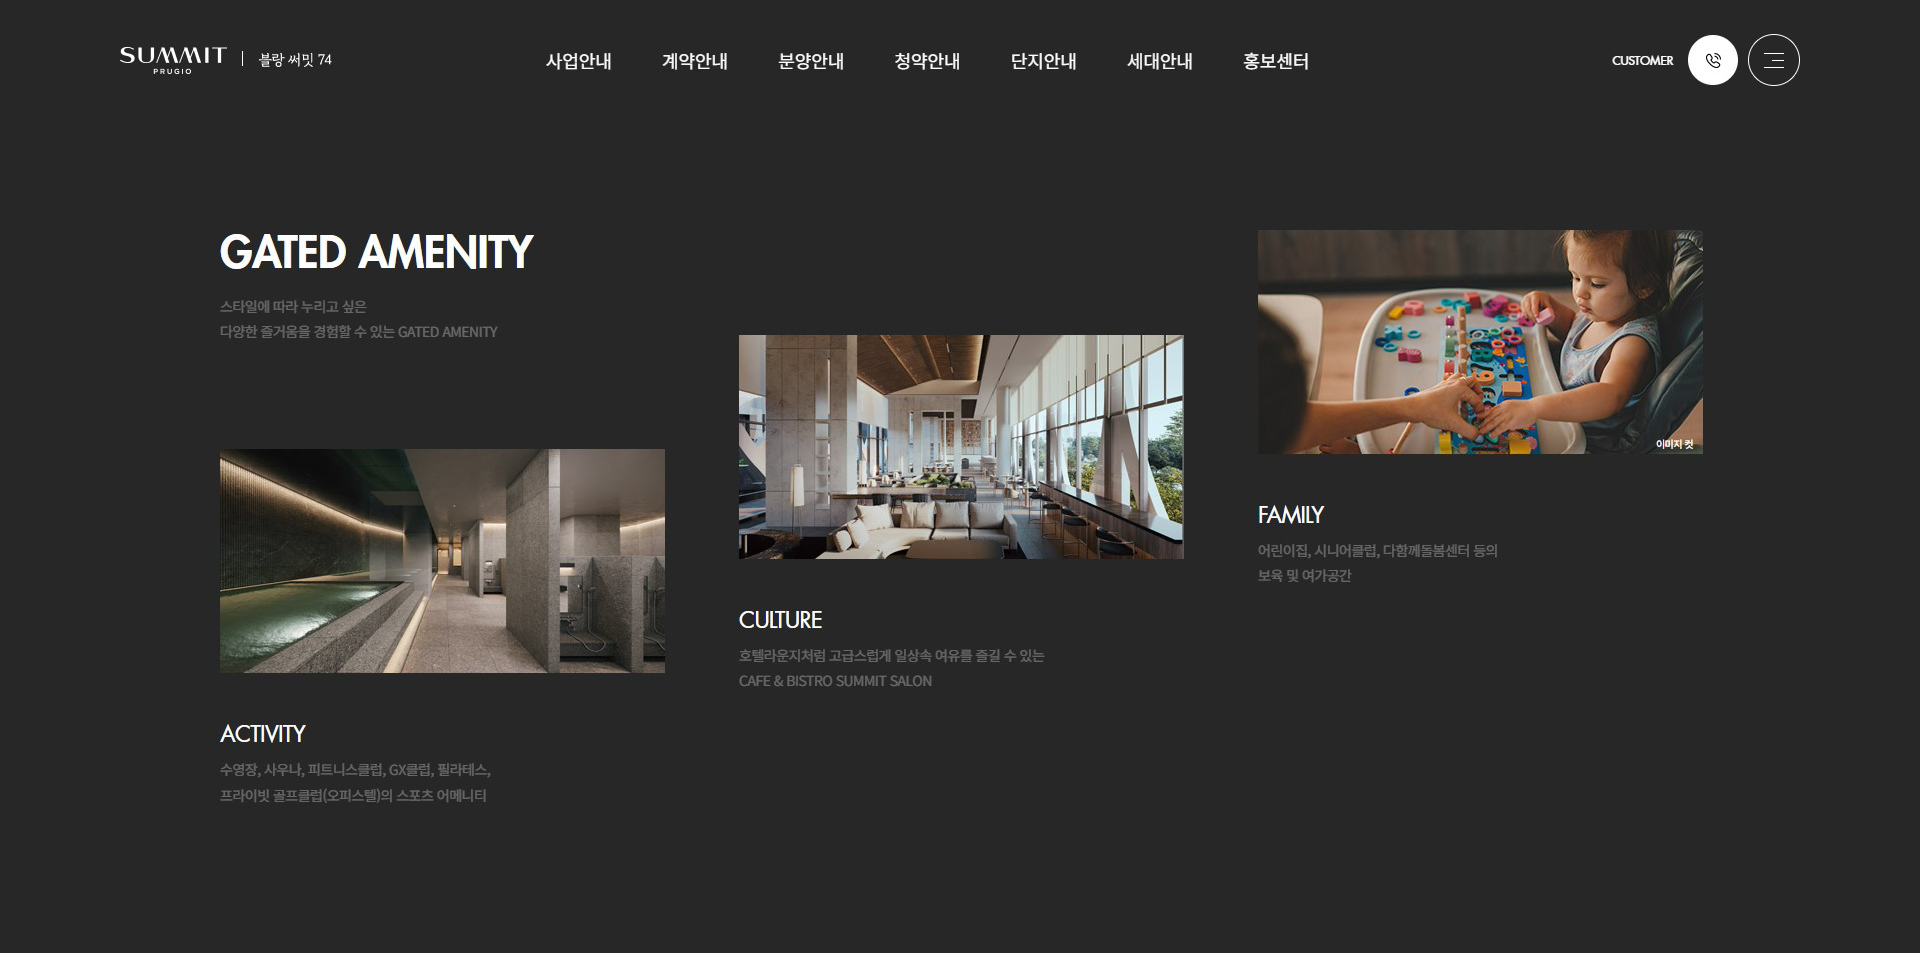 SUMMIT
PRUGIO
블랑 써밋 74
사업안내
계약안내
분양안내
청약안내
단지안내
세대안내
홍보센터
CUSTOMER
GATED AMENITY
스타일에 따라 누리고 싶은
다양한 즐거움을 경험할 수 있는 GATED AMENITY
ACTIVITY
수영장, 사우나, 피트니스클럽, GX클럽, 필라테스,
프라이빗 골프클럽(오피스텔)의 스포츠 어메니티
CULTURE
호텔라운지처럼 고급스럽게 일상속 여유를 즐길 수 있는
CAFE & BISTRO SUMMIT SALON
이미지 컷
FAMILY
어린이집, 시니어클럽, 다함께돌봄센터 등의
보육 및 여가공간